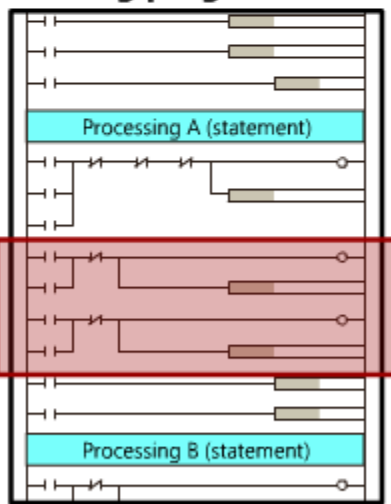 Processing A (statement)
Processing B (statement)